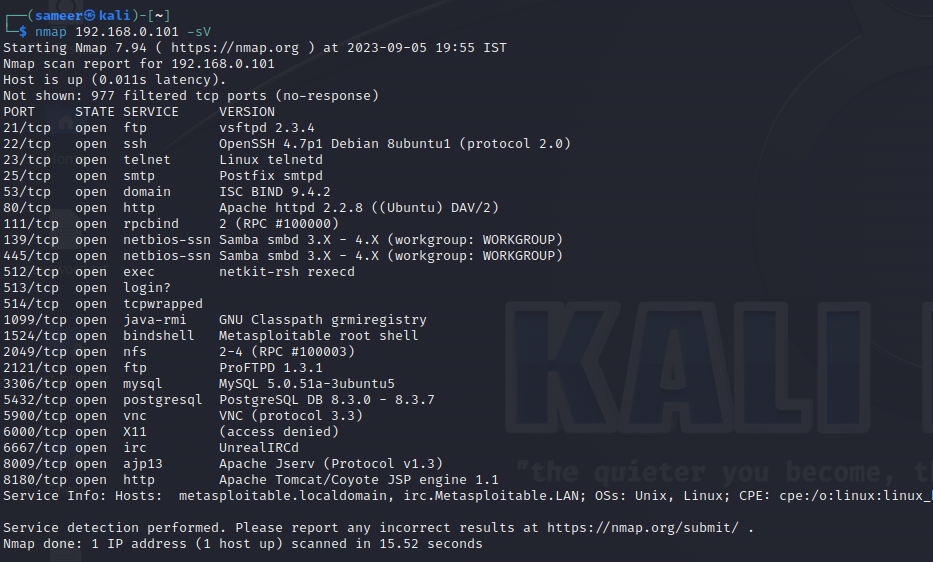 ┌──(sameer㉿kali)-[~]
└─$ nmap 192.168.0.101 -sV
Starting Nmap 7.94 ( https://nmap.org ) at 2023-09-05 19:55 IST
Nmap scan report for 192.168.0.101
Host is up (0.011s latency).
Not shown: 977 filtered tcp ports (no-response)
PORT     STATE SERVICE     VERSION
21/tcp   open  ftp         vsftpd 2.3.4
22/tcp   open  ssh         OpenSSH 4.7p1 Debian 8ubuntu1 (protocol 2.0)
23/tcp   open  telnet      Linux telnetd
25/tcp   open  smtp        Postfix smtpd
53/tcp   open  domain      ISC BIND 9.4.2
80/tcp   open  http        Apache httpd 2.2.8 ((Ubuntu) DAV/2)
111/tcp  open  rpcbind     2 (RPC #100000)
139/tcp  open  netbios-ssn Samba smbd 3.X - 4.X (workgroup: WORKGROUP)
445/tcp  open  netbios-ssn Samba smbd 3.X - 4.X (workgroup: WORKGROUP)
512/tcp  open  exec        netkit-rsh rexecd
513/tcp  open  login?
514/tcp  open  tcpwrapped
1099/tcp open  java-rmi    GNU Classpath grmiregistry
1524/tcp open  bindshell   Metasploitable root shell
2049/tcp open  nfs         2-4 (RPC #100003)
2121/tcp open  ftp         ProFTPD 1.3.1
3306/tcp open  mysql       MySQL 5.0.51a-3ubuntu5
5432/tcp open  postgresql  PostgreSQL DB 8.3.0 - 8.3.7
5900/tcp open  vnc         VNC (protocol 3.3)
6000/tcp open  X11         (access denied)
6667/tcp open  irc         UnrealIRCd
8009/tcp open  ajp13       Apache Jserv (Protocol v1.3)
8180/tcp open  http        Apache Tomcat/Coyote JSP engine 1.1
Service Info: Hosts:  metasploitable.localdomain, irc.Metasploitable.LAN; OSs: Unix, Linux; CPE: cpe:/o:linux:linux_
Service detection performed. Please report any incorrect results at https://nmap.org/submit/ .
Nmap done: 1 IP address (1 host up) scanned in 15.52 seconds
KALI
"the quieter you become,